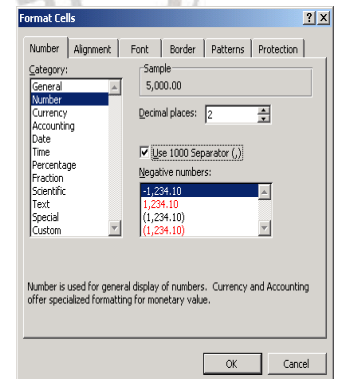 Format Cells
Number Alignment Font Border Patterns Protection
Category:
General
Number
Currency
Accounting
Date
Time
Percentage
Fraction
Scientific
Text
Special
Custom
Sample
5,000.00
Decimal places: 2
Use 1000 Separator (,)
Negative numbers:
-1,234.10
1,234.10
(1,234.10)
(1,234.10)
Number is used for general display of numbers. Currency and Accounting
offer specialized formatting for monetary value.
OK Cancel